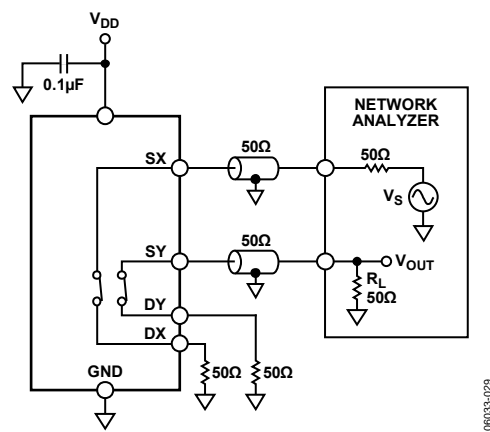 VDD
0.1µF
NETWORK
ANALYZER
SX
50Ω
50Ω
VS
SY
50Ω
VOUT
RL
50Ω
DY
DX
50Ω
50Ω
GND
06033-029